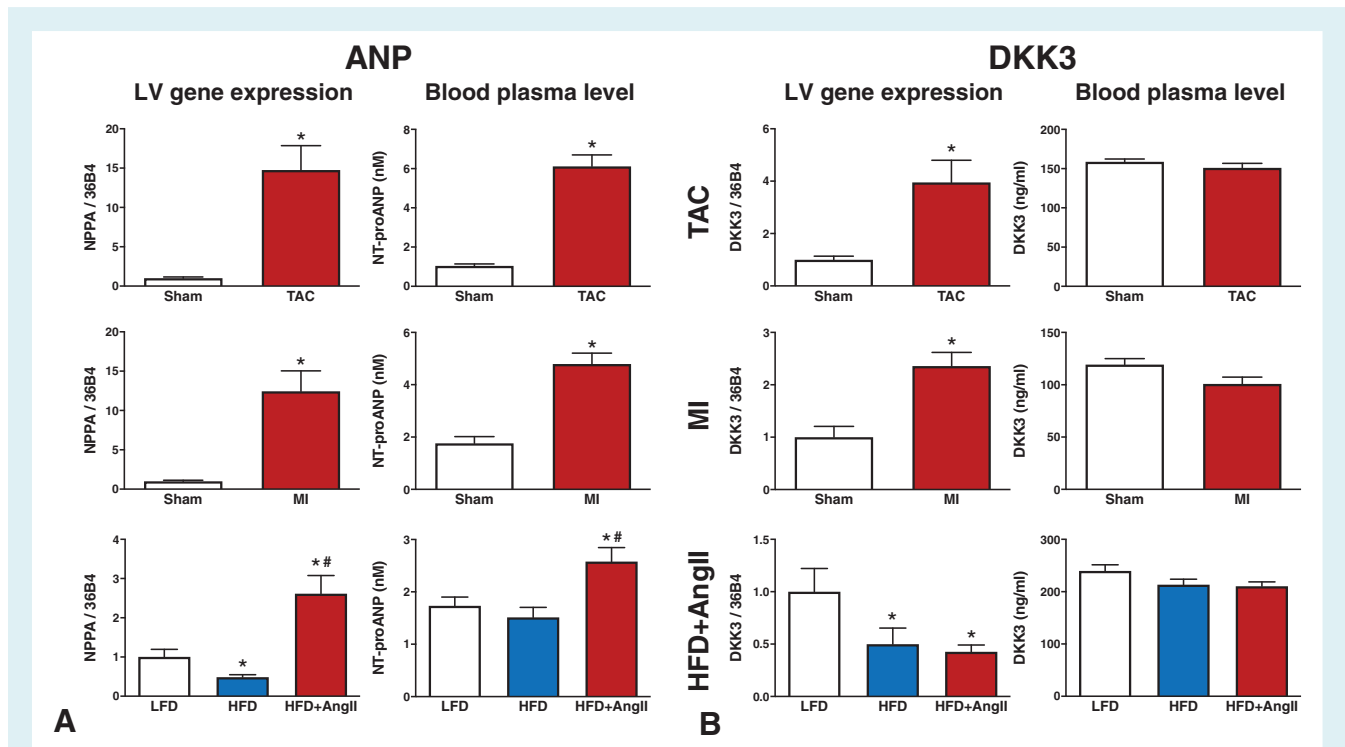 ANP
DKK3
LV gene expression
Blood plasma level
LV gene expression
Blood plasma level
NPPA / 36B4
20
15
10
5
0
*
Sham
TAC
NT-proANP (nM)
8
6
4
2
0
*
Sham
TAC
TAC
DKK3 / 36B4
6
4
2
0
*
Sham
TAC
DKK3 (ng/ml)
200
150
100
50
0
Sham
TAC
NPPA / 36B4
20
15
10
5
0
*
Sham
MI
NT-proANP (nM)
6
4
2
0
*
Sham
MI
MI
DKK3 / 36B4
3
2
1
0
*
Sham
MI
DKK3 (ng/ml)
150
100
50
0
Sham
MI
NPPA / 36B4
4
3
2
1
0
*
* #
LFD
HFD
HFD+AngII
NT-proANP (nM)
3
2
1
0
* #
LFD
HFD
HFD+AngII
HFD+AngII
DKK3 / 36B4
1.5
1.0
0.5
0.0
*
*
LFD
HFD
HFD+AngII
DKK3 (ng/ml)
300
200
100
0
LFD
HFD
HFD+AngII
A
B